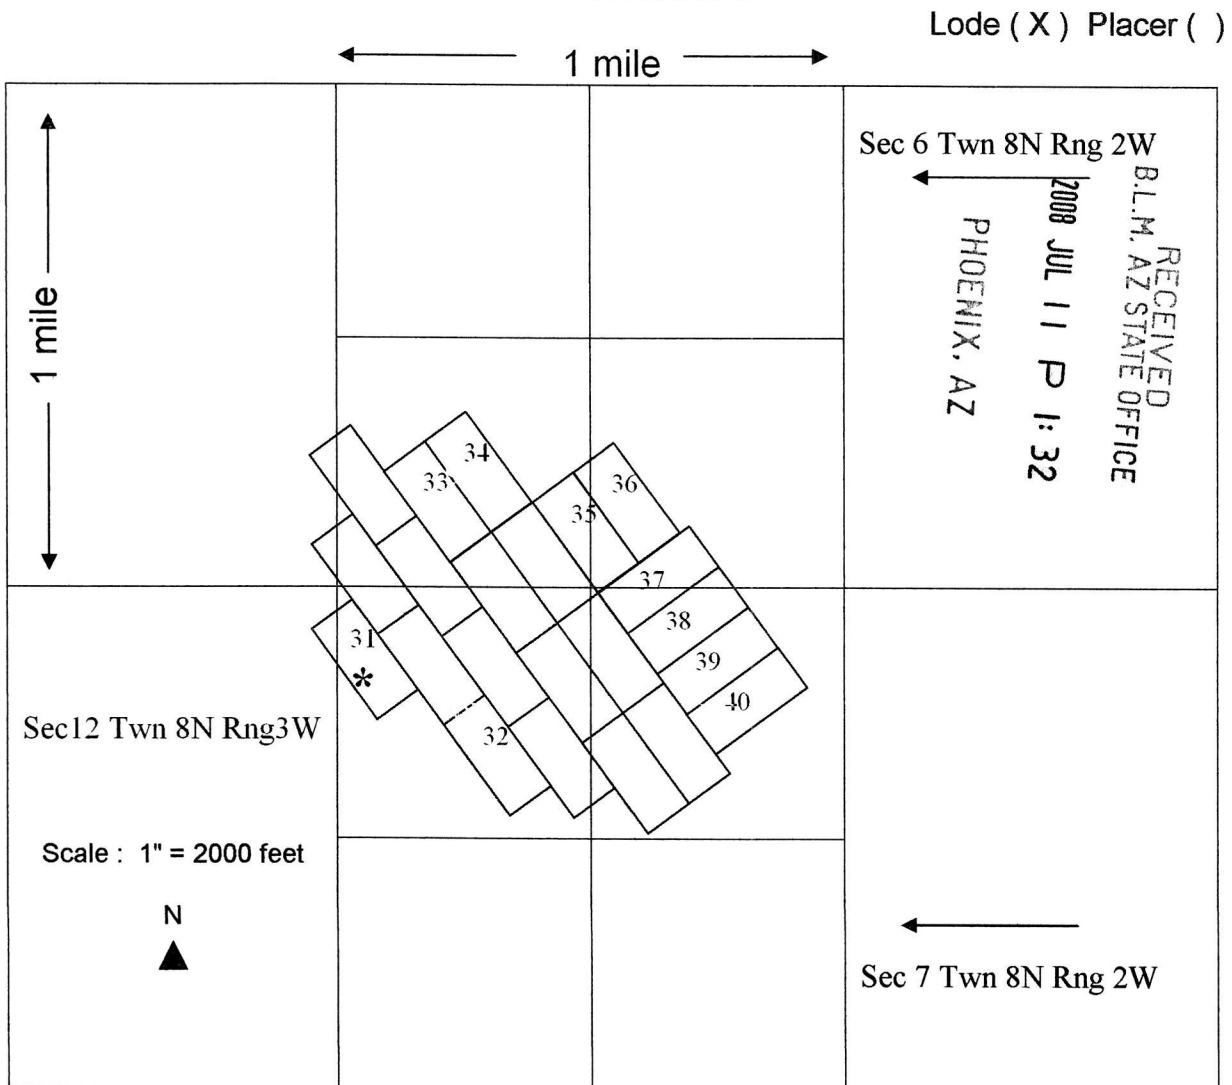 Lode ( X ) Placer ( )
1 mile
1 mile
Sec 6 Twn 8N Rng 2W
RECEIVED
B.L.M. AZ STATE OFFICE
2008 JUL 11 P 1:32
PHOENIX, AZ
34
33
36
35
37
38
31
39
*
40
32
Sec12 Twn 8N Rng3W
Scale : 1" = 2000 feet
N
Sec 7 Twn 8N Rng 2W